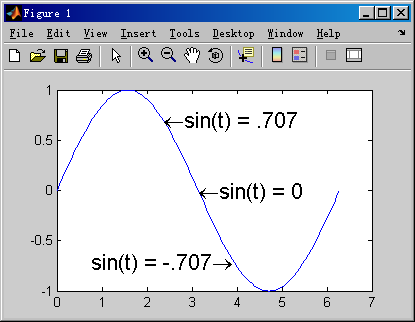 Figure 1
File Edit View Insert Tools Desktop Window Help
1
←sin(t) = .707
0.5
0
←sin(t) = 0
-0.5
sin(t) = -.707→
-1
0 1 2 3 4 5 6 7